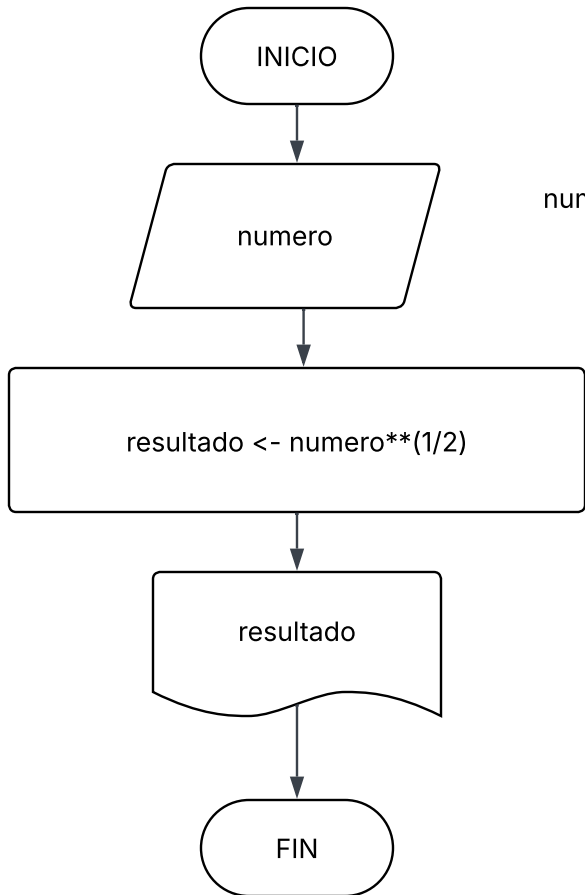 INICIO
numero
resultado <- numero**(1/2)
resultado
FIN